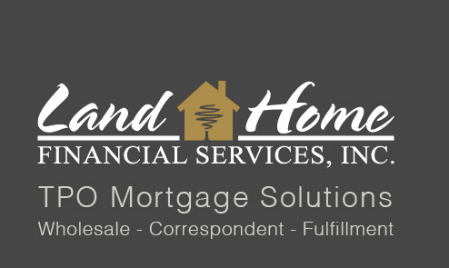 Land Home
FINANCIAL SERVICES, INC.
TPO Mortgage Solutions
Wholesale - Correspondent - Fulfillment